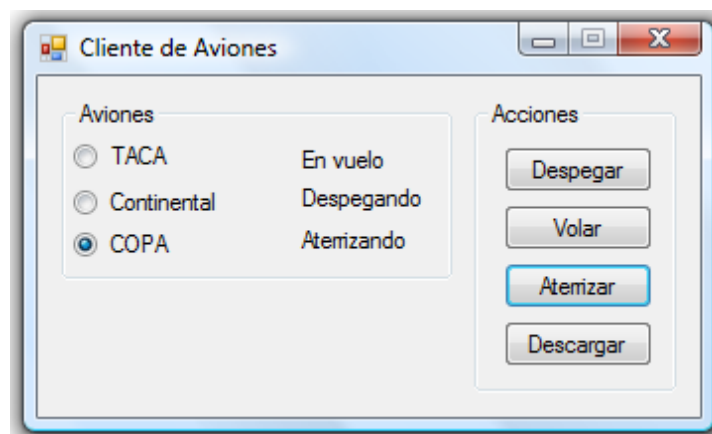 Cliente de Aviones
Aviones
TACA En vuelo
Continental Despegando
COPA Aterrizando
Acciones
Despegar
Volar
Aterrizar
Descargar